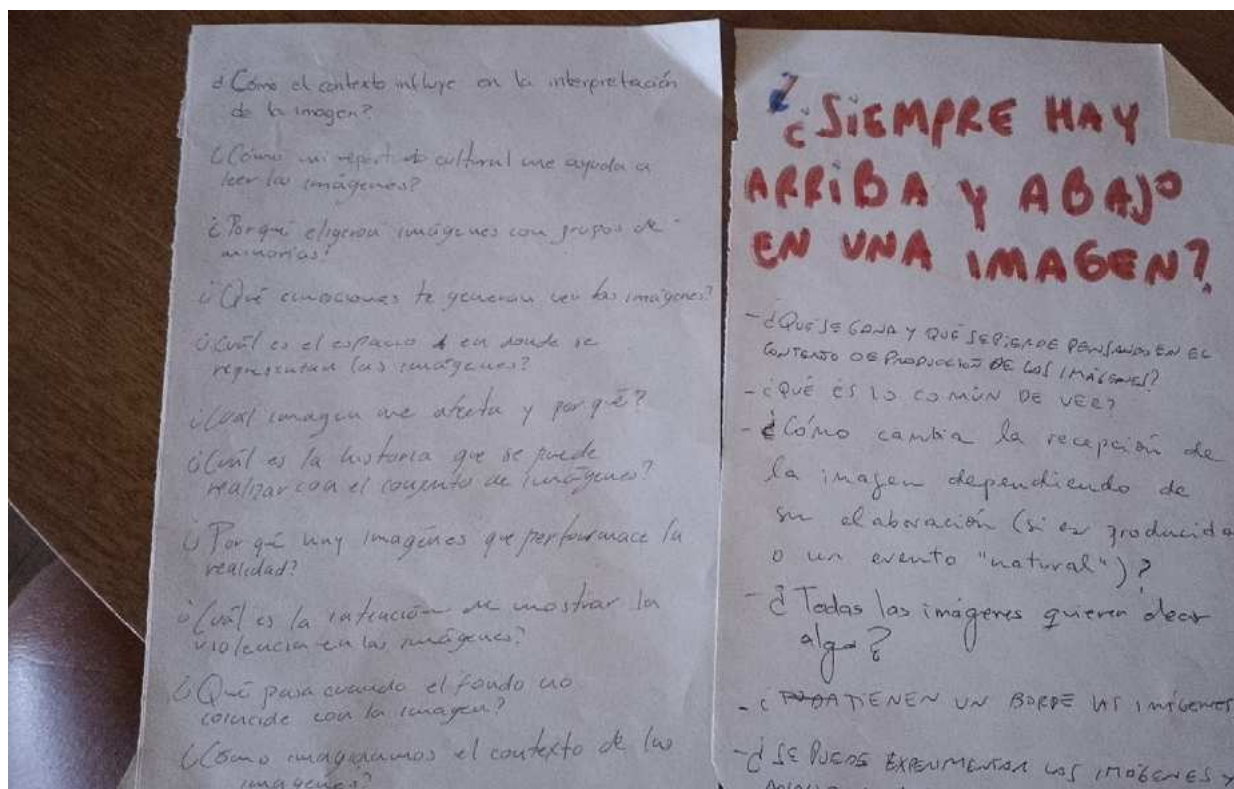 ¿Cómo el contexto influye en la interpretación
de la imagen?
¿Cómo mi cultural me ayuda a
leer las imágenes?
¿Porqué eligieron imágenes con grupos de
minorías?
¿Qué emociones te generan ver las imágenes?
¿Cuál es el espacio en donde se
representan las imágenes?
¿Cuál imagen me afecta y por qué?
¿Cuál es la historia que se puede
realizar con el conjunto de imágenes?
¿Por qué hay imágenes que la
realidad?
¿Cuál es la intención de mostrar la
violencia en las imágenes?
¿Qué pasa cuando el fondo no
coincide con la imagen?
¿Cómo imaginamos el contexto de las
imágenes?
¿SIEMPRE HAY
ARRIBA Y ABAJO
EN UNA IMAGEN?
- ¿QUÉ SE GANA Y QUÉ SE PIERDE PENSANDO EN EL
CONTEXTO DE PRODUCCIÓN DE LAS IMÁGENES?
- ¿QUÉ ES LO COMÚN DE VER?
- ¿Cómo cambia la recepción de
la imagen dependiendo de
su elaboración (si es producida
o un evento "natural")?
- ¿Todas las imágenes quieren decir
algo?
- ¿ TIENEN UN BORDE LAS IMÁGENES
- ¿SE PUEDE EXPERIMENTAR LAS IMÁGENES Y